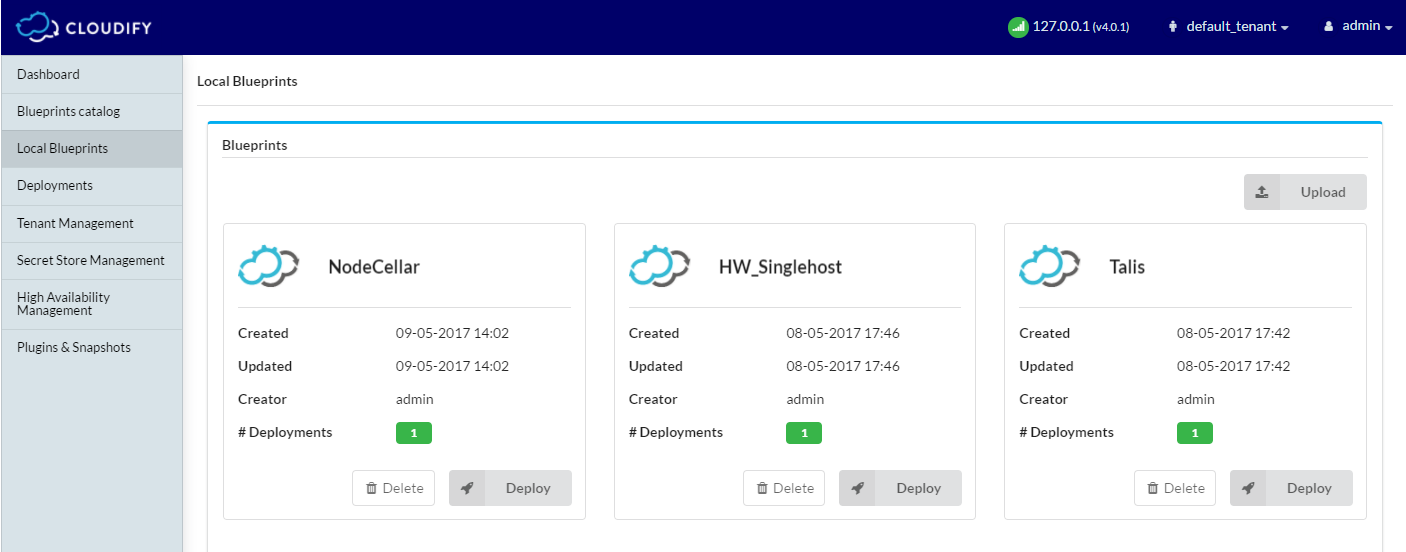 CLOUDIFY
127.0.0.1 (v4.0.1)
default_tenant
admin
Dashboard
Blueprints catalog
Local Blueprints
Deployments
Tenant Management
Secret Store Management
High Availability
Management
Plugins & Snapshots
Local Blueprints
Blueprints
Upload
NodeCellar
Created 09-05-2017 14:02
Updated 09-05-2017 14:02
Creator admin
# Deployments 1
Delete Deploy
HW_Singlehost
Created 08-05-2017 17:46
Updated 08-05-2017 17:46
Creator admin
# Deployments 1
Delete Deploy
Talis
Created 08-05-2017 17:42
Updated 08-05-2017 17:42
Creator admin
# Deployments 1
Delete Deploy